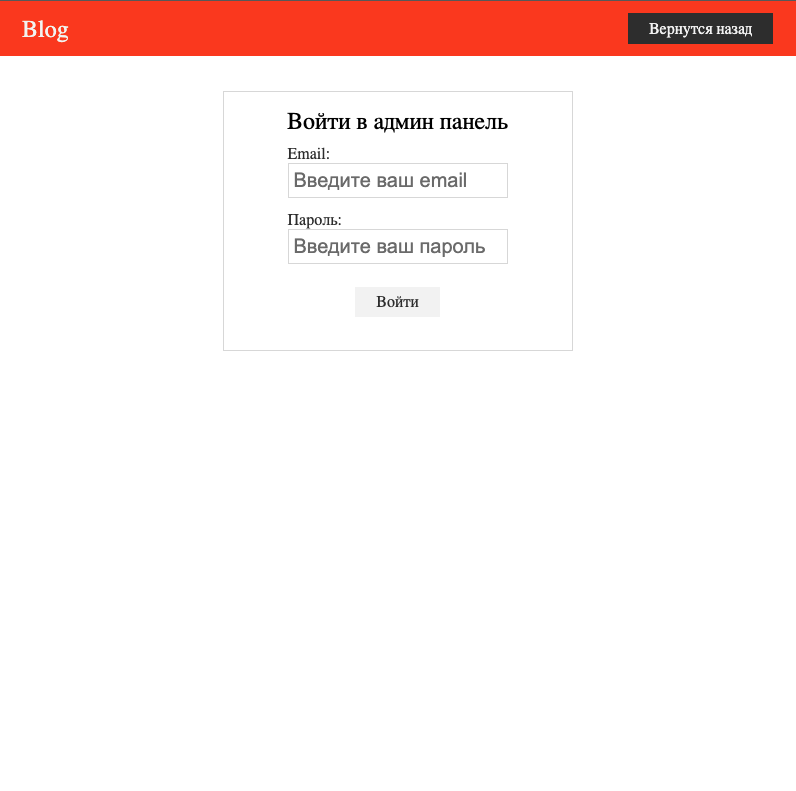 Blog
Вернутся назад
Войти в админ панель
Email:
Введите ваш email
Пароль:
Введите ваш пароль
Войти